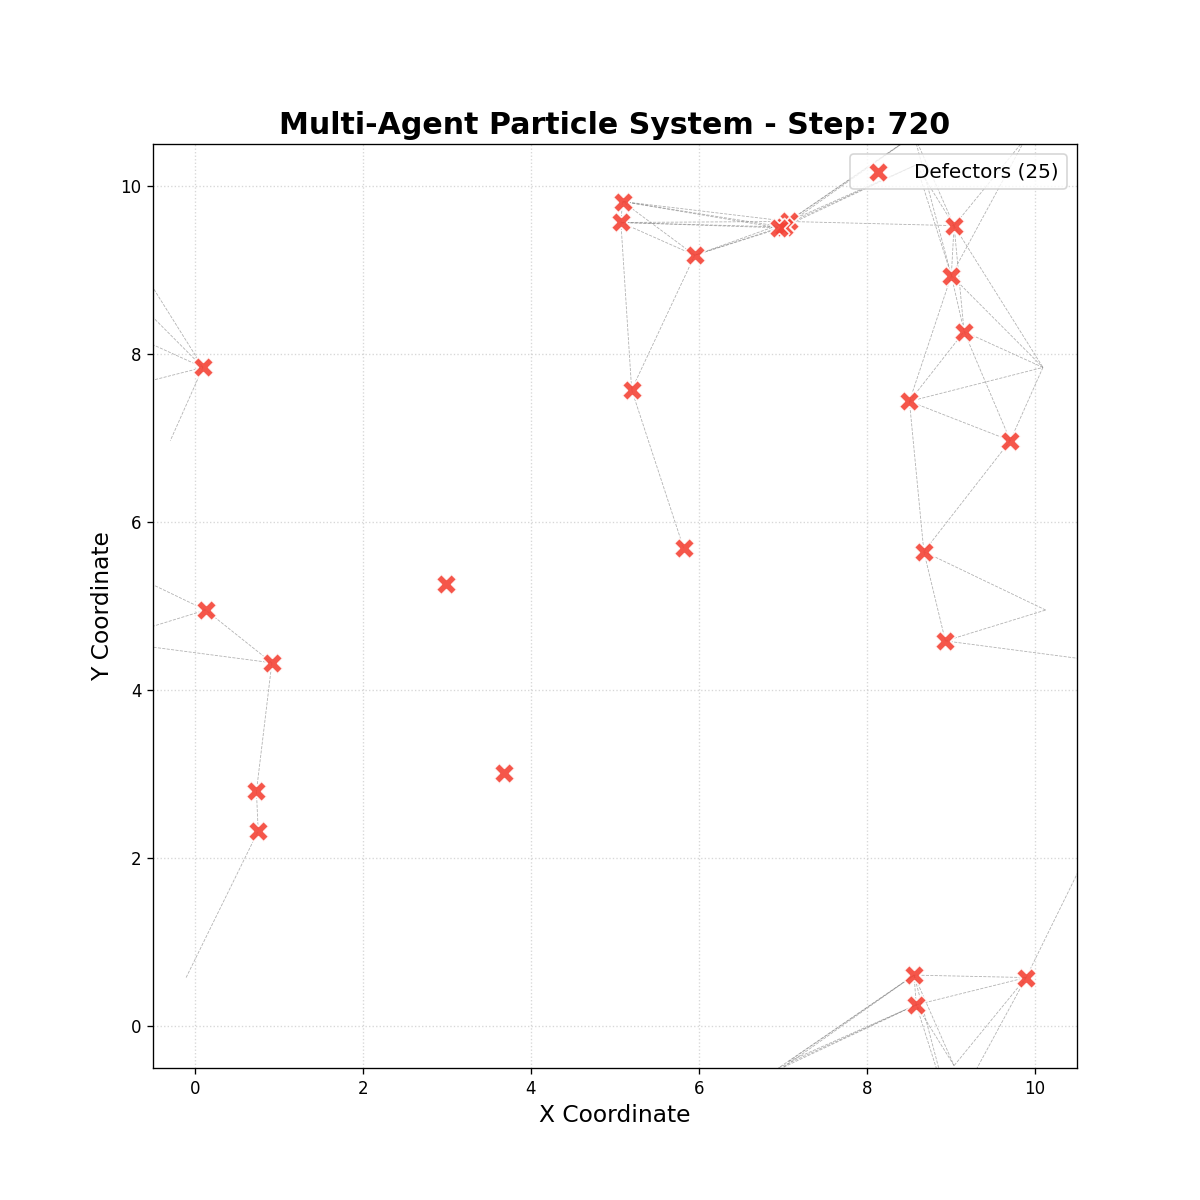 Multi-Agent Particle System - Step: 720
Defectors (25)
10
8
6
4
2
0
Y Coordinate
0 2 4 6 8 10
X Coordinate